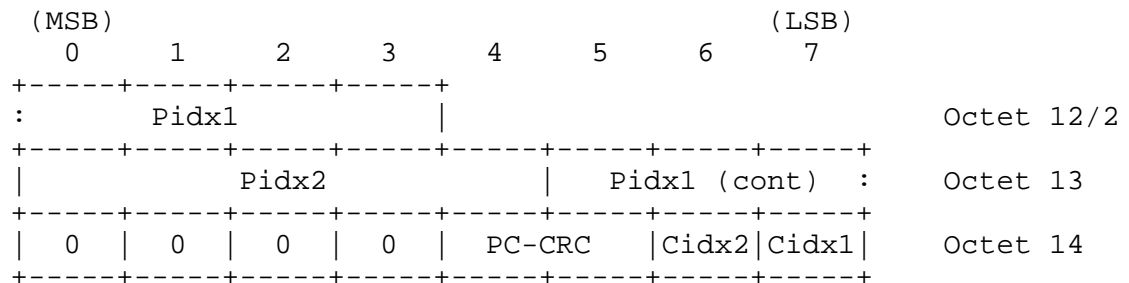 (MSB)                                       (LSB)
   0     1     2     3     4     5     6     7
+-----+-----+-----+-----+
:       Pidx1           |                            Octet 12/2
+-----+-----+-----+-----+-----+-----+-----+-----+
|            Pidx2            |   Pidx1 (cont)  :    Octet 13
+-----+-----+-----+-----+-----+-----+-----+-----+
|  0  |  0  |  0  |  0  |  PC-CRC   |Cidx2|Cidx1|    Octet 14
+-----+-----+-----+-----+-----+-----+-----+-----+